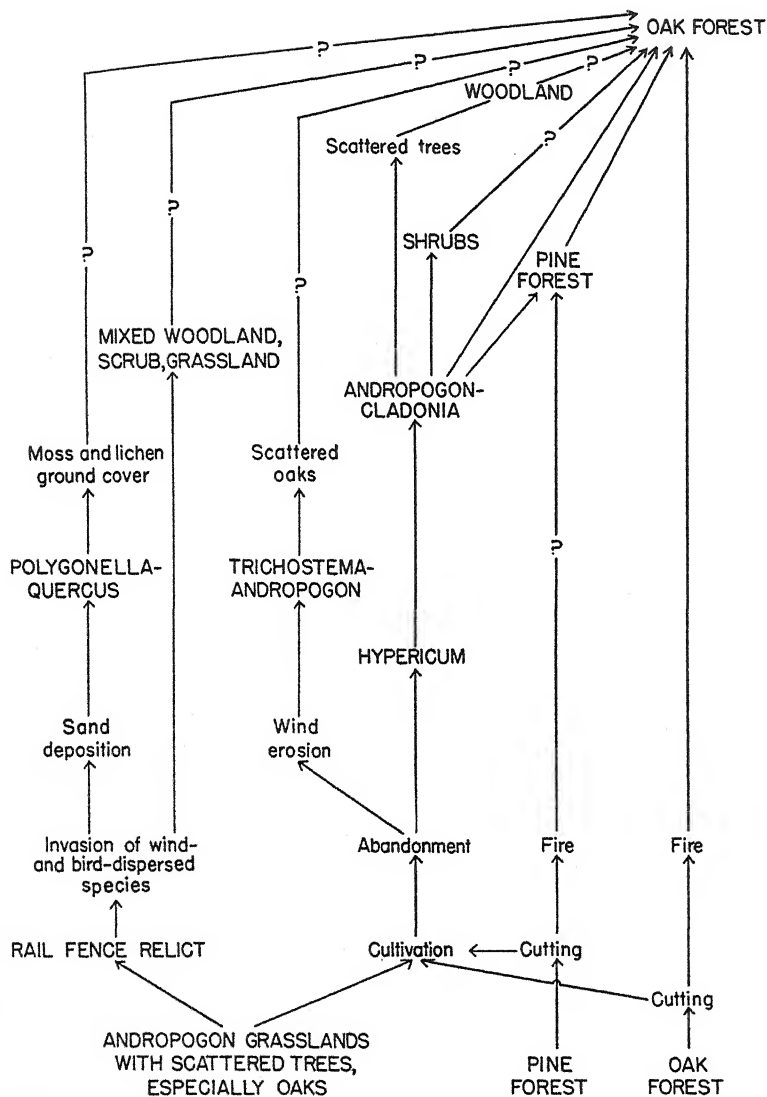 OAK FOREST
?
?
?
?
WOODLAND
Scattered trees
?
?
SHRUBS
?
?
PINE
FOREST
MIXED WOODLAND,
SCRUB, GRASSLAND
ANDROPOGON-
CLADONIA
Moss and lichen
ground cover
Scattered
oaks
?
POLYGONELLA-
QUERCUS
TRICHOSTEMA-
ANDROPOGON
HYPERICUM
Sand
deposition
Wind
erosion
Invasion of wind-
and bird-dispersed
species
Abandonment
Fire
Fire
RAIL FENCE RELICT
Cultivation
Cutting
Cutting
ANDROPOGON GRASSLANDS
WITH SCATTERED TREES,
ESPECIALLY OAKS
PINE
FOREST
OAK
FOREST